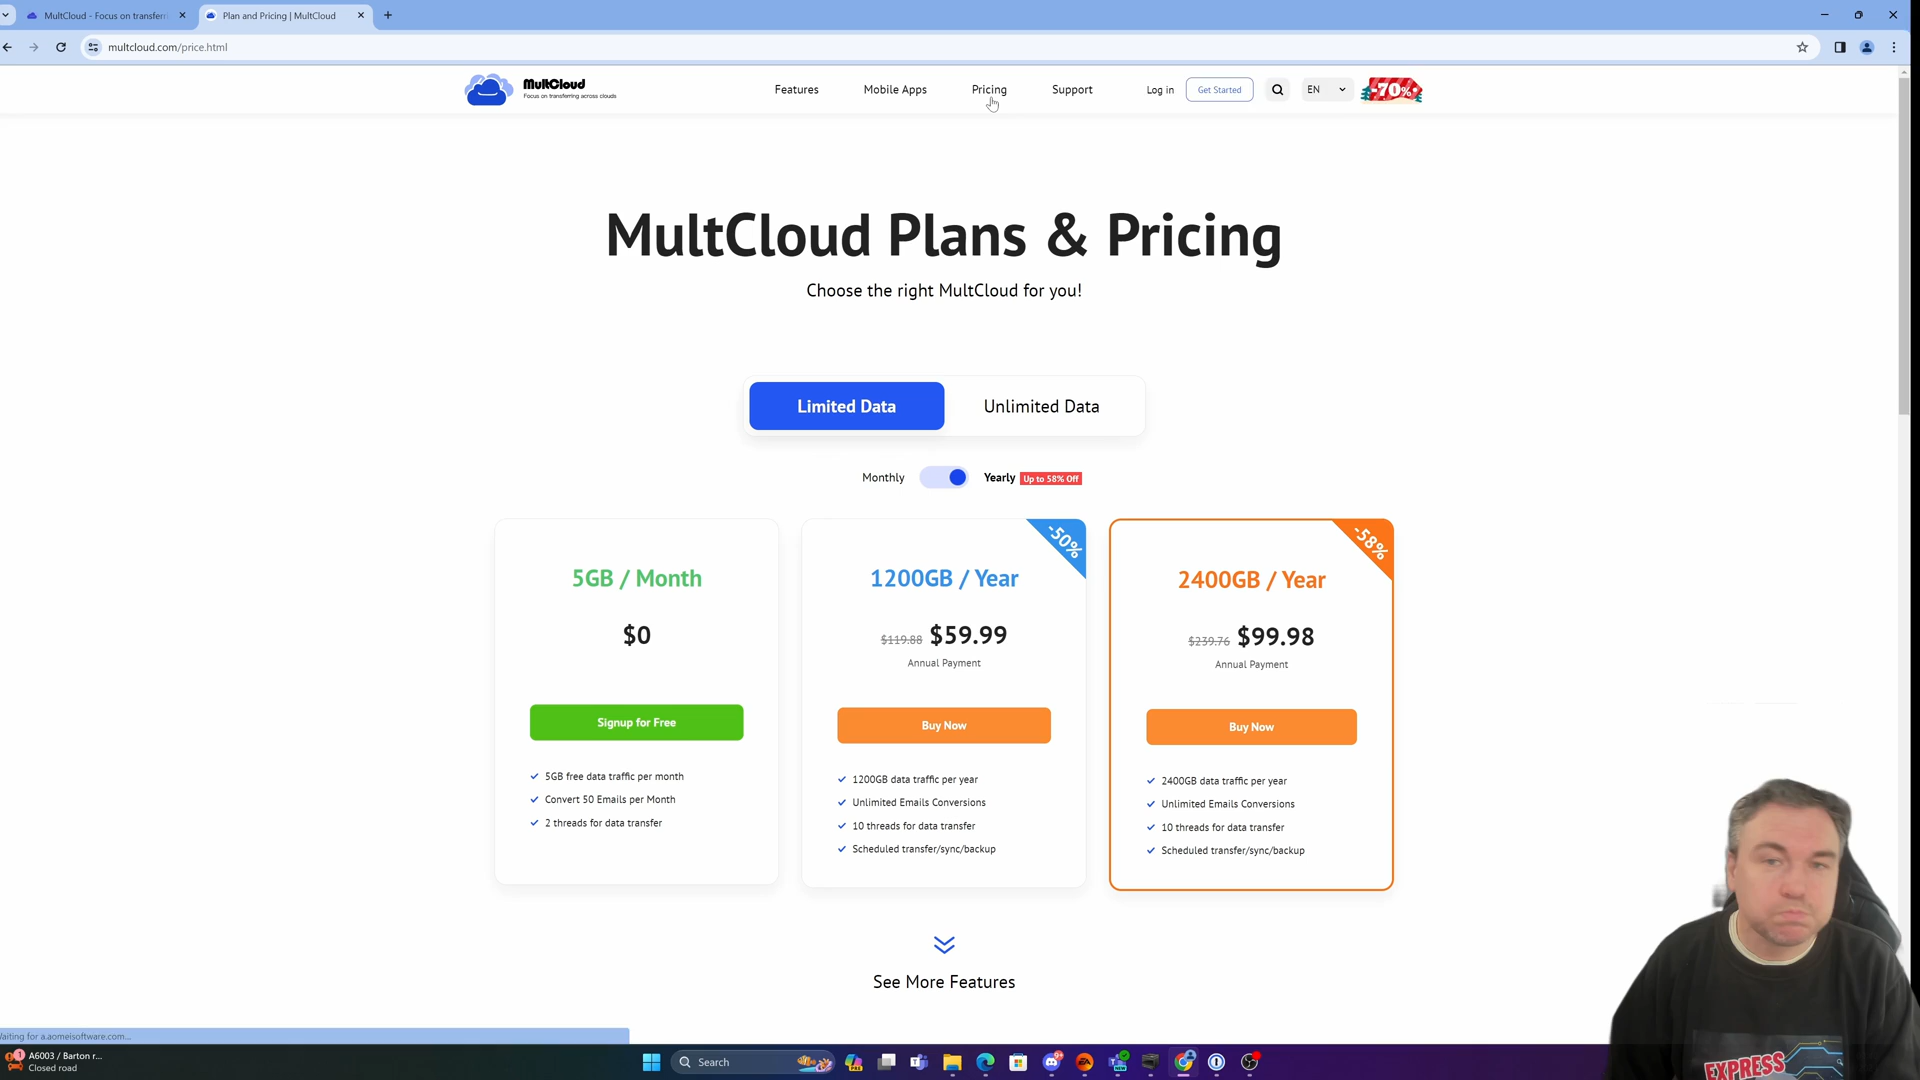 MultCloud - Focus on transferri
Plan and Pricing | MultCloud
multcloud.com/price.html
MultCloud
Focus on transferring across clouds
Features
Mobile Apps
Pricing
Support
Log in
Get Started
EN
-70%
MultCloud Plans & Pricing
Choose the right MultCloud for you!
Limited Data
Unlimited Data
Monthly
Yearly
Up to 58% Off
5GB / Month
$0
Signup for Free
5GB free data traffic per month
Convert 50 Emails per Month
2 threads for data transfer
-50%
1200GB / Year
$119.88 $59.99
Annual Payment
Buy Now
1200GB data traffic per year
Unlimited Emails Conversions
10 threads for data transfer
Scheduled transfer/sync/backup
-58%
2400GB / Year
$239.76 $99.98
Annual Payment
Buy Now
2400GB data traffic per year
Unlimited Emails Conversions
10 threads for data transfer
Scheduled transfer/sync/backup
See More Features
EXPRESS
Waiting for a.aomeisoftware.com...
1
A6003 / Barton r...
Closed road
Search